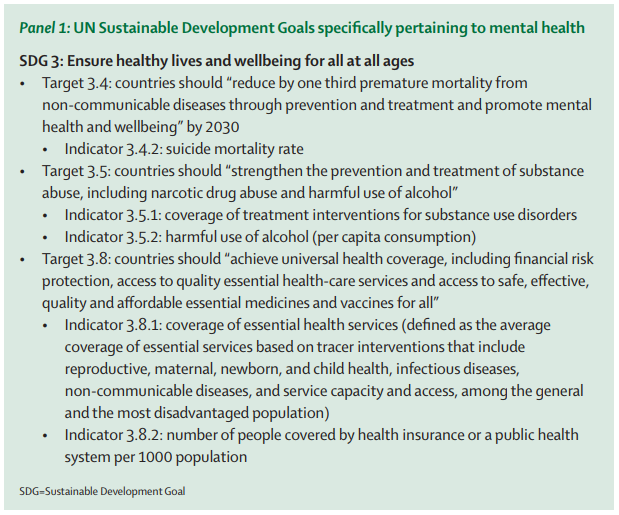 Panel 1: UN Sustainable Development Goals specifically pertaining to mental health
SDG 3: Ensure healthy lives and wellbeing for all at all ages
• Target 3.4: countries should “reduce by one third premature mortality from
non-communicable diseases through prevention and treatment and promote mental
health and wellbeing” by 2030
• Indicator 3.4.2: suicide mortality rate
• Target 3.5: countries should “strengthen the prevention and treatment of substance
abuse, including narcotic drug abuse and harmful use of alcohol”
• Indicator 3.5.1: coverage of treatment interventions for substance use disorders
• Indicator 3.5.2: harmful use of alcohol (per capita consumption)
• Target 3.8: countries should “achieve universal health coverage, including financial risk
protection, access to quality essential health-care services and access to safe, effective,
quality and affordable essential medicines and vaccines for all”
• Indicator 3.8.1: coverage of essential health services (defined as the average
coverage of essential services based on tracer interventions that include
reproductive, maternal, newborn, and child health, infectious diseases,
non-communicable diseases, and service capacity and access, among the general
and the most disadvantaged population)
• Indicator 3.8.2: number of people covered by health insurance or a public health
system per 1000 population
SDG=Sustainable Development Goal